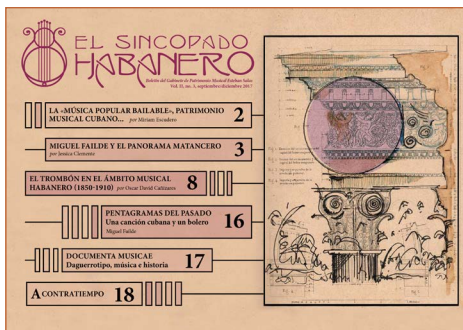 EL SINCOPADO
HABANERO
Boletín del Gabinete de Patrimonio Musical Esteban Salas
Vol. II, no. 3, septiembre/diciembre 2017
LA «MÚSICA POPULAR BAILABLE», PATRIMONIO
MUSICAL CUBANO... por Miriam Escudero 2
MIGUEL FAILDE Y EL PANORAMA MATANCERO
por Jessica Clemente 3
EL TROMBÓN EN EL ÁMBITO MUSICAL
HABANERO (1850-1910) por Oscar David Cañizares 8
PENTAGRAMAS DEL PASADO
Una canción cubana y un bolero
Miguel Failde 16
DOCUMENTA MUSICAE
Daguerrotipo, música e historia 17
A CONTRATIEMPO 18